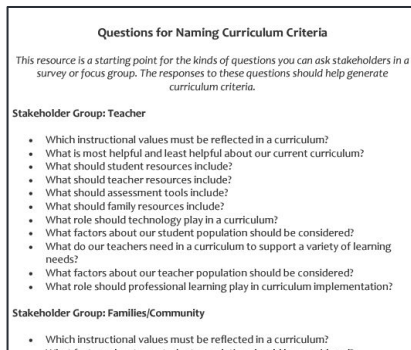 Questions for Naming Curriculum Criteria
This resource is a starting point for the kinds of questions you can ask stakeholders in a
survey or focus group. The responses to these questions should help generate
curriculum criteria.
Stakeholder Group: Teacher
• Which instructional values must be reflected in a curriculum?
• What is most helpful and least helpful about our current curriculum?
• What should student resources include?
• What should teacher resources include?
• What should assessment tools include?
• What should family resources include?
• What role should technology play in a curriculum?
• What factors about our student population should be considered?
• What do our teachers need in a curriculum to support a variety of learning
needs?
• What factors about our teacher population should be considered?
• What role should professional learning play in curriculum implementation?
Stakeholder Group: Families/Community
• Which instructional values must be reflected in a curriculum?